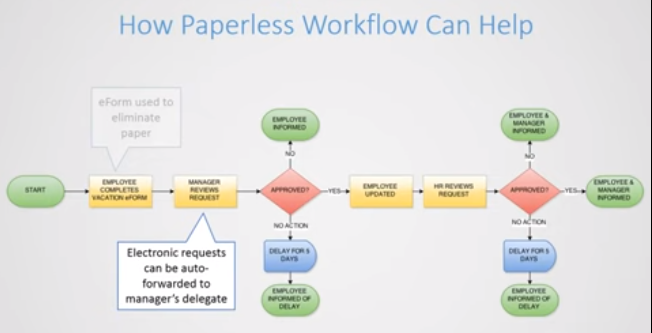 How Paperless Workflow Can Help
eForm used to
eliminate
paper
EMPLOYEE
INFORMED
EMPLOYEE &
MANAGER
INFORMED
NO
NO
START
EMPLOYEE
COMPLETES
VACATION eFORM
MANAGER
REVIEWS
REQUEST
APPROVED?
YES
EMPLOYEE
UPDATED
HR REVIEWS
REQUEST
APPROVED?
YES
EMPLOYEE &
MANAGER
INFORMED
NO ACTION
NO ACTION
Electronic requests
can be auto-
forwarded to
manager's delegate
DELAY FOR 5
DAYS
DELAY FOR 5
DAYS
EMPLOYEE
INFORMED OF
DELAY
EMPLOYEE
INFORMED OF
DELAY